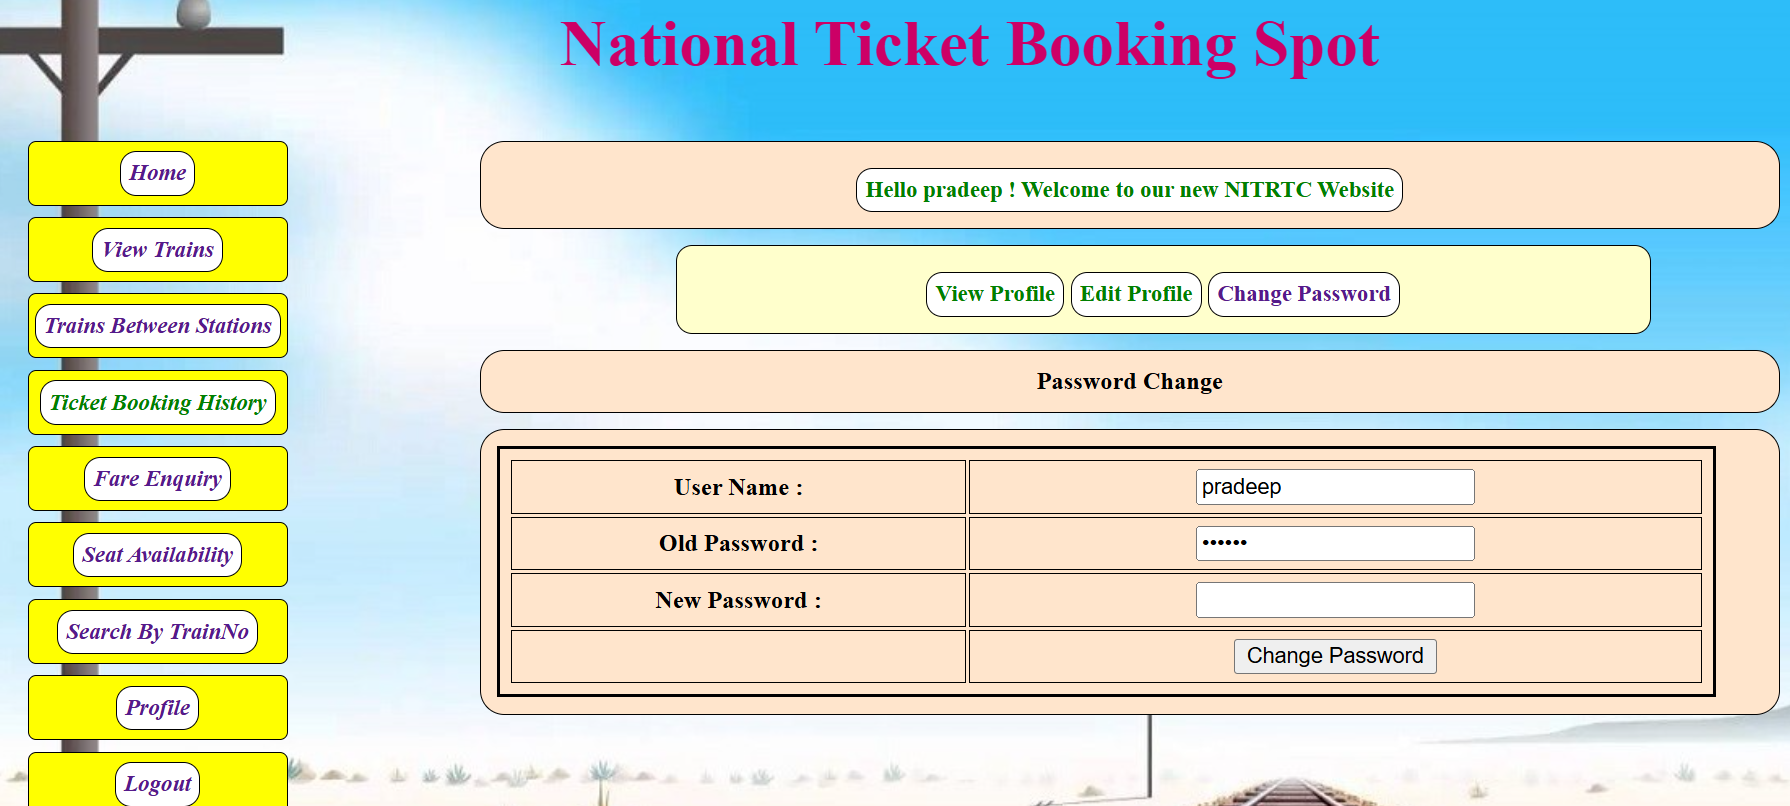 National Ticket Booking Spot
Home
View Trains
Trains Between Stations
Ticket Booking History
Fare Enquiry
Seat Availability
Search By TrainNo
Profile
Logout
Hello pradeep ! Welcome to our new NITRTC Website
View Profile Edit Profile Change Password
Password Change
User Name : pradeep
Old Password : ••••••
New Password :
Change Password